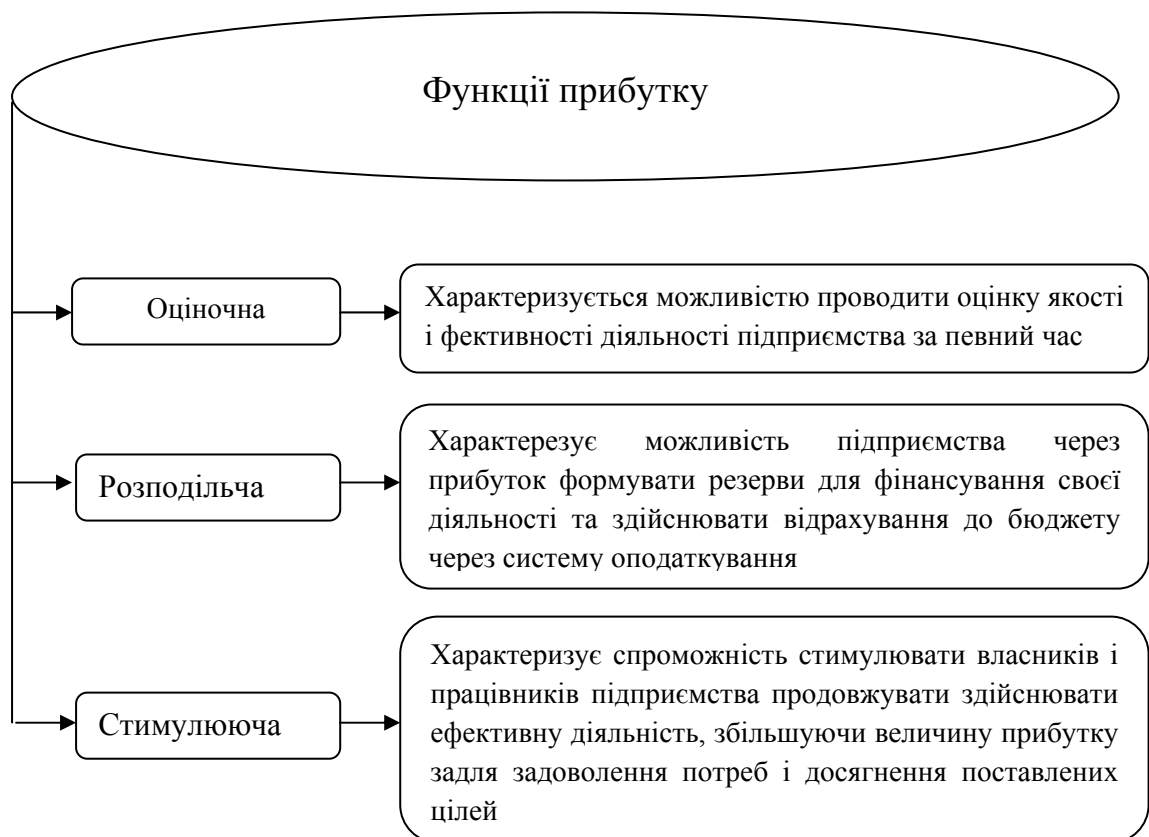 Функції прибутку
Оціночна
Характеризується можливістю проводити оцінку якості
і фективності діяльності підприємства за певний час
Розподільча
Характерезує можливість підприємства через
прибуток формувати резерви для фінансування своєї
діяльності та здійснювати відрахування до бюджету
через систему оподаткування
Стимулююча
Характеризує спроможність стимулювати власників і
працівників підприємства продовжувати здійснювати
ефективну діяльність, збільшуючи величину прибутку
задля задоволення потреб і досягнення поставлених
цілей